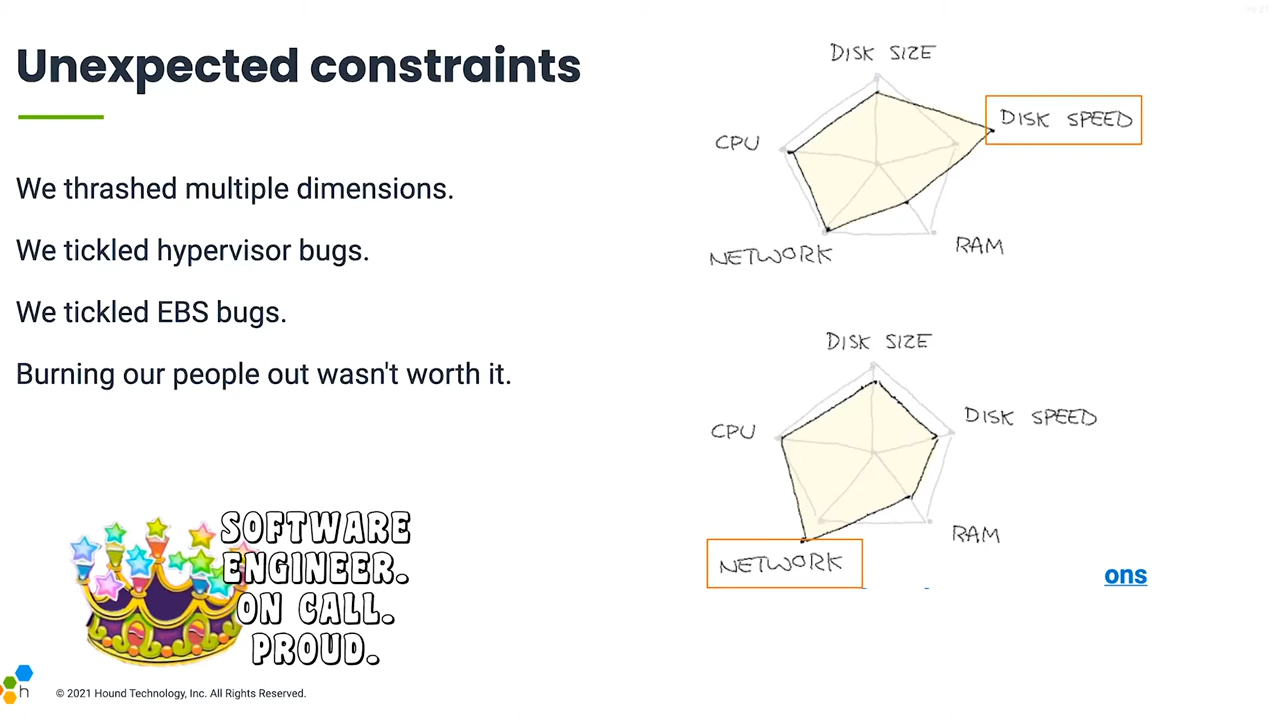 Unexpected constraints
We thrashed multiple dimensions.
We tickled hypervisor bugs.
We tickled EBS bugs.
Burning our people out wasn't worth it.
DISK SIZE
DISK SPEED
CPU
NETWORK
RAM
DISK SIZE
DISK SPEED
CPU
RAM
NETWORK
ons
SOFTWARE
ENGINEER.
ON CALL.
PROUD.
h
© 2021 Hound Technology, Inc. All Rights Reserved.